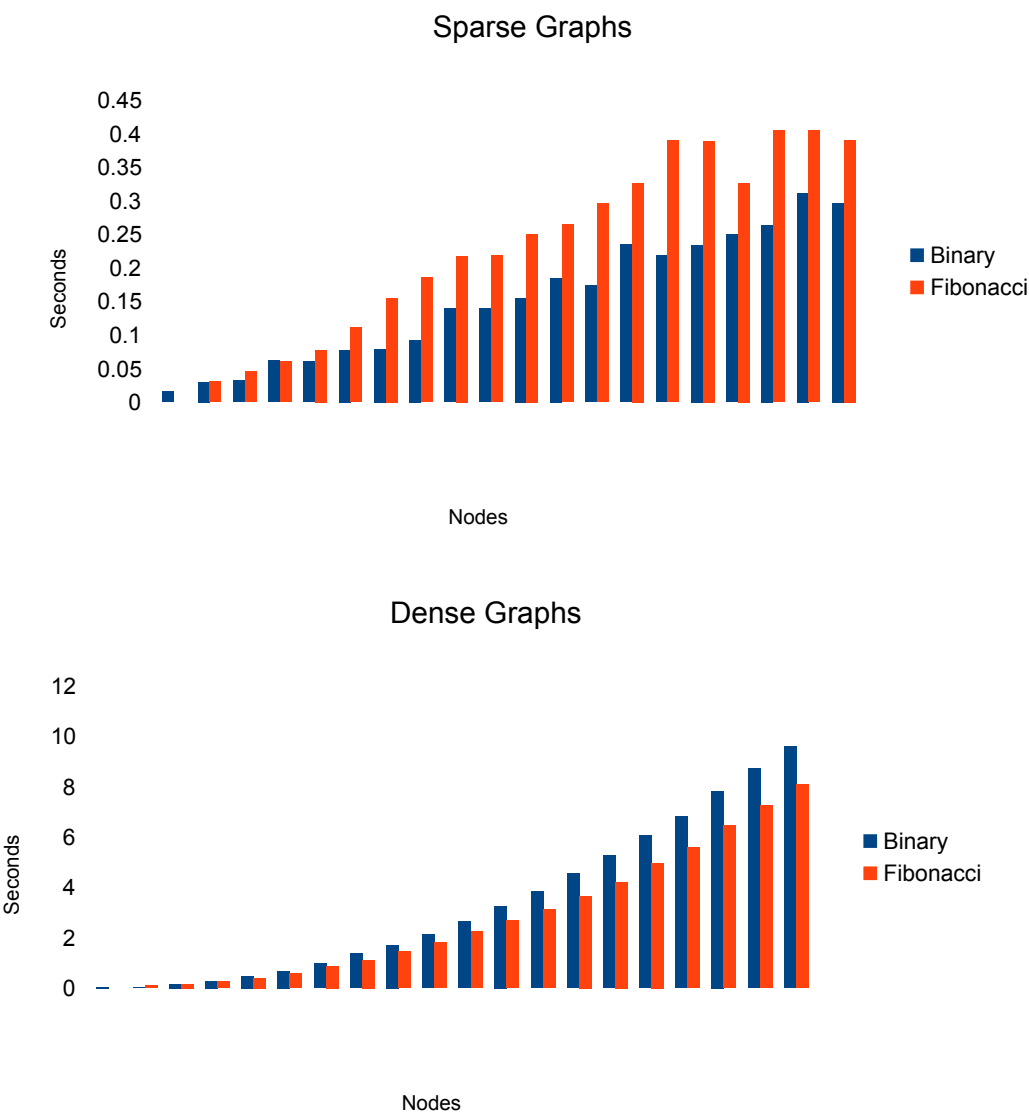 Sparse Graphs
0.45
0.4
0.35
0.3
0.25
0.2
0.15
0.1
0.05
0
Seconds
Binary
Fibonacci
Nodes
Dense Graphs
12
10
8
6
4
2
0
Seconds
Binary
Fibonacci
Nodes